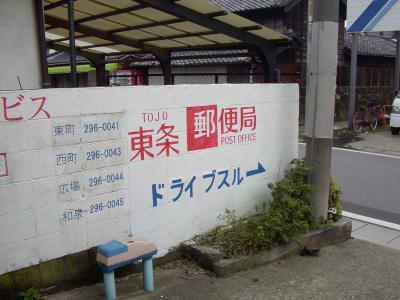 ビス
東町 296-0041
西町 296-0043
広場 296-0044
和泉 296-0045
TOJO
東条郵便局
POST OFFICE
ドライブスルー